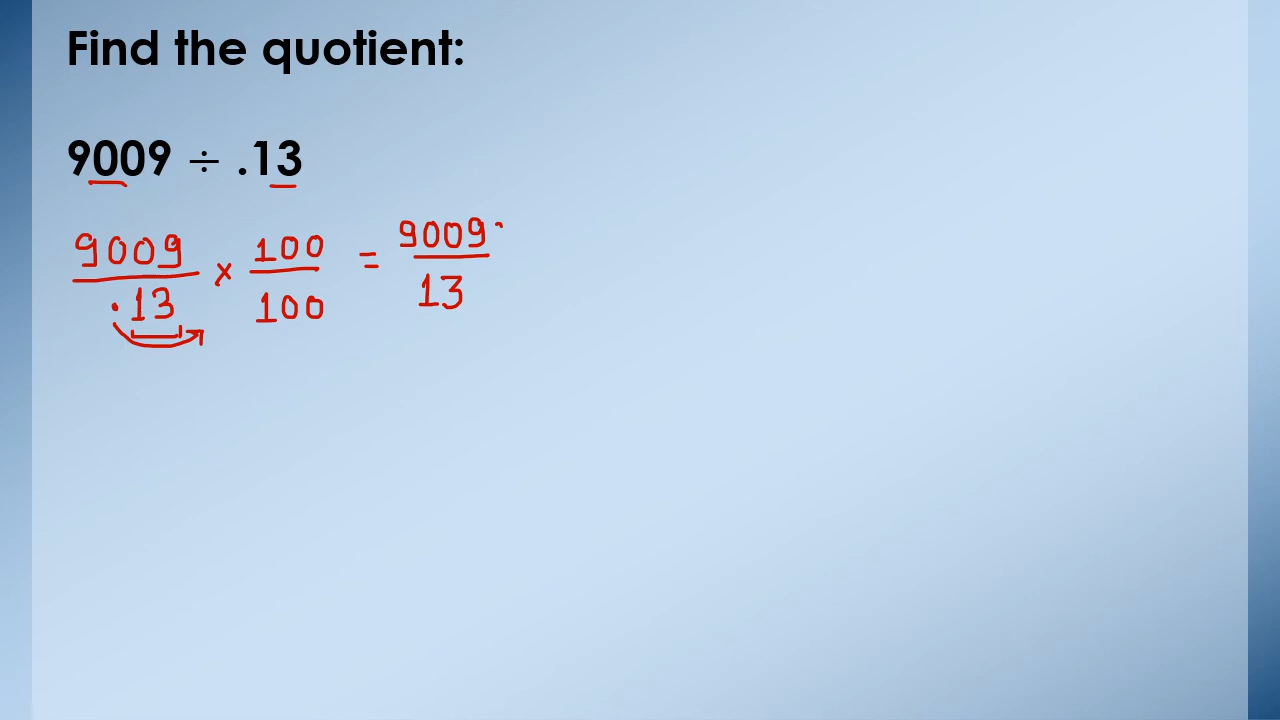 Find the quotient:
9009 ÷ .13
9009/.13 × 100/100 = 9009/13